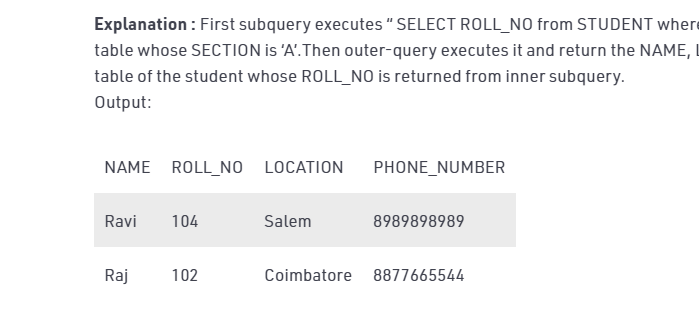 Explanation : First subquery executes “ SELECT ROLL_NO from STUDENT where
table whose SECTION is ‘A’.Then outer-query executes it and return the NAME, L
table of the student whose ROLL_NO is returned from inner subquery.
Output:
NAME ROLL_NO LOCATION PHONE_NUMBER
Ravi 104 Salem 8989898989
Raj 102 Coimbatore 8877665544